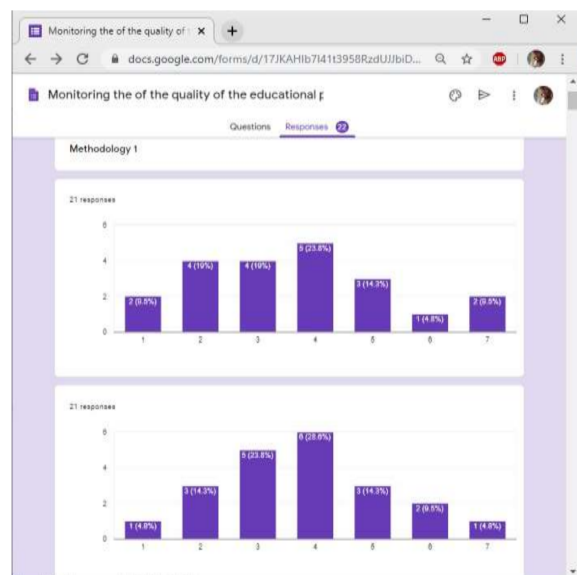 Monitoring the of the quality of t
docs.google.com/forms/d/17JKAHIb7I41t3958RzdUJJbiD...
ABP
Monitoring the of the quality of the educational p
Questions Responses 22
Methodology 1
21 responses
6
4
2
0
2 (9.5%)
4 (19%)
4 (19%)
5 (23.8%)
3 (14.3%)
1 (4.8%)
2 (9.5%)
1 2 3 4 5 6 7
21 responses
6
4
2
0
1 (4.8%)
3 (14.3%)
5 (23.8%)
6 (28.6%)
3 (14.3%)
2 (9.5%)
1 (4.8%)
1 2 3 4 5 6 7